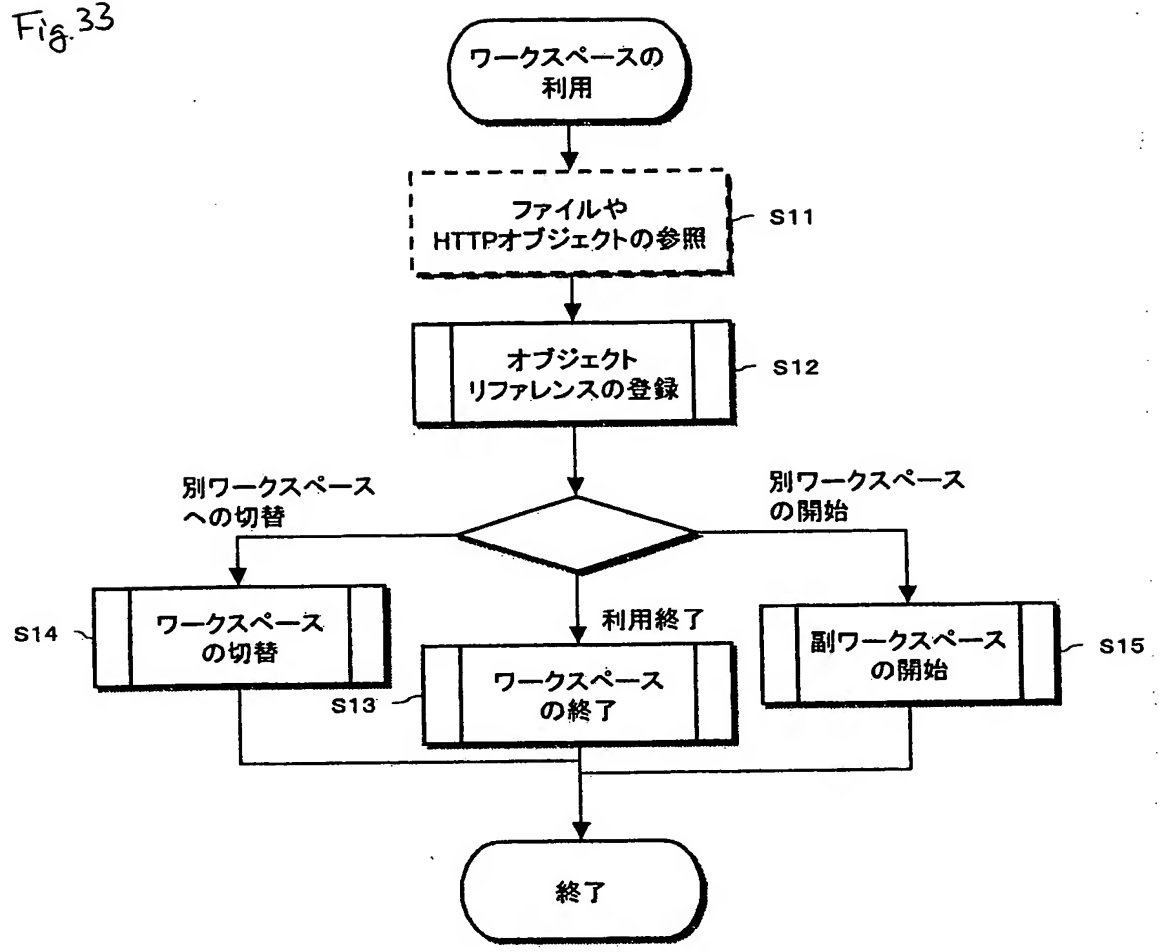 Fig.33
ワークスペースの
利用
ファイルや
HTTPオブジェクトの参照
S11
オブジェクト
リファレンスの登録
S12
別ワークスペース
への切替
別ワークスペース
の開始
利用終了
S14
ワークスペース
の切替
S13
ワークスペース
の終了
副ワークスペース
の開始
S15
終了